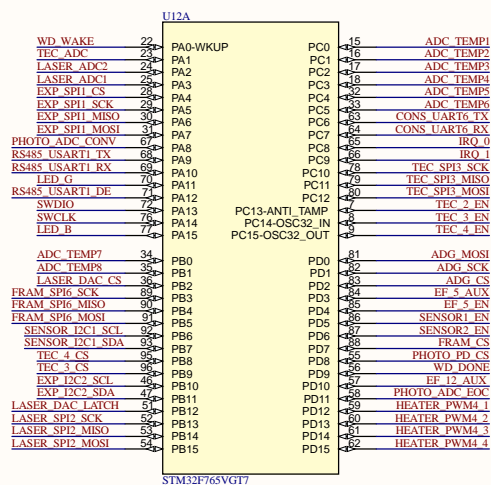 U12A
WD_WAKE 22 PA0-WKUP PC0 15 ADC_TEMP1
TEC_ADC 23 PA1 PC1 16 ADC_TEMP2
LASER_ADC2 24 PA2 PC2 17 ADC_TEMP3
LASER_ADC1 25 PA3 PC3 18 ADC_TEMP4
EXP_SPI1_CS 28 PA4 PC4 32 ADC_TEMP5
EXP_SPI1_SCK 29 PA5 PC5 33 ADC_TEMP6
EXP_SPI1_MISO 30 PA6 PC6 63 CONS_UART6_TX
EXP_SPI1_MOSI 31 PA7 PC7 64 CONS_UART6_RX
PHOTO_ADC_CONV 67 PA8 PC8 65 IRQ_0
RS485_USART1_TX 68 PA9 PC9 66 IRQ_1
RS485_USART1_RX 69 PA10 PC10 78 TEC_SPI3_SCK
LED_G 70 PA11 PC11 79 TEC_SPI3_MISO
RS485_USART1_DE 71 PA12 PC12 80 TEC_SPI3_MOSI
SWDIO 72 PA13 PC13-ANTI_TAMP 7 TEC_2_EN
SWCLK 76 PA14 PC14-OSC32_IN 8 TEC_3_EN
LED_B 77 PA15 PC15-OSC32_OUT 9 TEC_4_EN
ADC_TEMP7 34 PB0 PD0 81 ADG_MOSI
ADC_TEMP8 35 PB1 PD1 82 ADG_SCK
LASER_DAC_CS 36 PB2 PD2 83 ADG_CS
FRAM_SPI6_SCK 89 PB3 PD3 84 EF_5_AUX
FRAM_SPI6_MISO 90 PB4 PD4 85 EF_5_EN
FRAM_SPI6_MOSI 91 PB5 PD5 86 SENSOR1_EN
SENSOR_I2C1_SCL 92 PB6 PD6 87 SENSOR2_EN
SENSOR_I2C1_SDA 93 PB7 PD7 88 FRAM_CS
TEC_4_CS 95 PB8 PD8 55 PHOTO_PD_CS
TEC_3_CS 96 PB9 PD9 56 WD_DONE
EXP_I2C2_SCL 46 PB10 PD10 57 EF_12_AUX
EXP_I2C2_SDA 47 PB11 PD11 58 PHOTO_ADC_EOC
LASER_DAC_LATCH 51 PB12 PD12 59 HEATER_PWM4_1
LASER_SPI2_SCK 52 PB13 PD13 60 HEATER_PWM4_2
LASER_SPI2_MISO 53 PB14 PD14 61 HEATER_PWM4_3
LASER_SPI2_MOSI 54 PB15 PD15 62 HEATER_PWM4_4
STM32F765VGT7